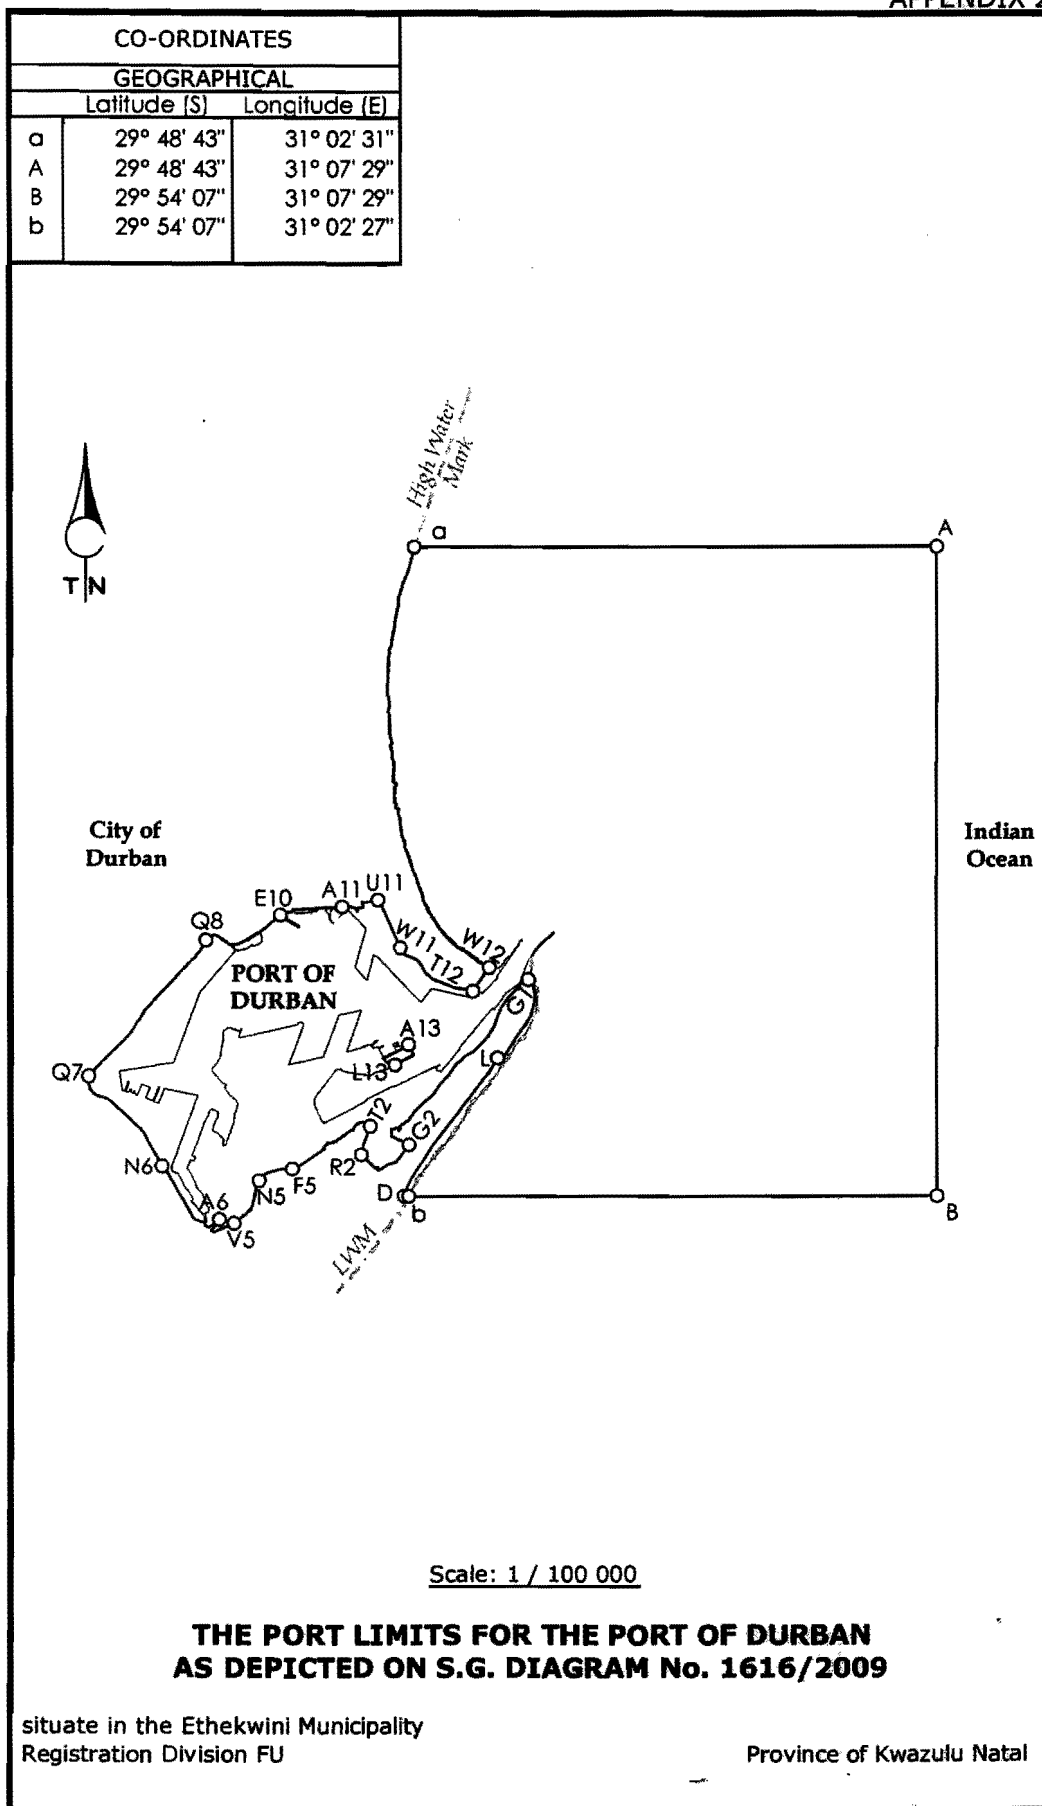 APPENDIX 2
CO-ORDINATES
GEOGRAPHICAL
Latitude (S) Longitude (E)
a 29° 48' 43" 31° 02' 31"
A 29° 48' 43" 31° 07' 29"
B 29° 54' 07" 31° 07' 29"
b 29° 54' 07" 31° 02' 27"
High Water
Mark
a
A
T N
City of
Durban
Indian
Ocean
U11
A11
E10
Q8
W11
W12
T12
PORT OF
DURBAN
G1
A13
L
L13
Q7
T2
G2
R2
N6
F5
N5
D
b
B
A6
V5
LWM
Scale: 1 / 100 000
THE PORT LIMITS FOR THE PORT OF DURBAN
AS DEPICTED ON S.G. DIAGRAM No. 1616/2009
situate in the Ethekwini Municipality
Registration Division FU
Province of Kwazulu Natal